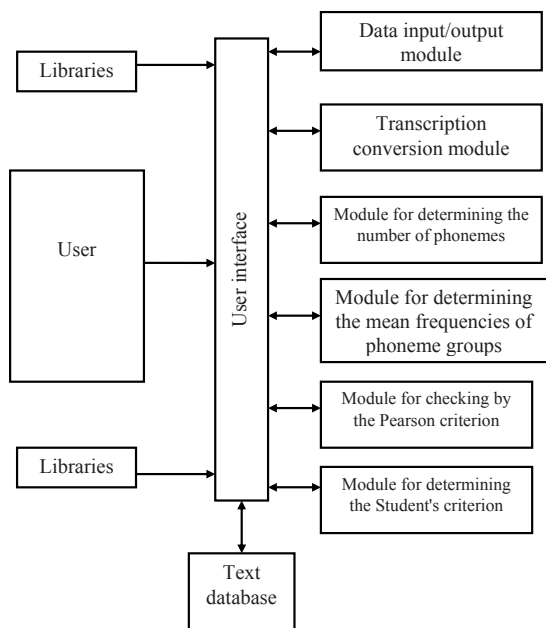 Libraries
User
Libraries
User interface
Data input/output
module
Transcription
conversion module
Module for determining the
number of phonemes
Module for determining
the mean frequencies of
phoneme groups
Module for checking by
the Pearson criterion
Module for determining
the Student's criterion
Text
database